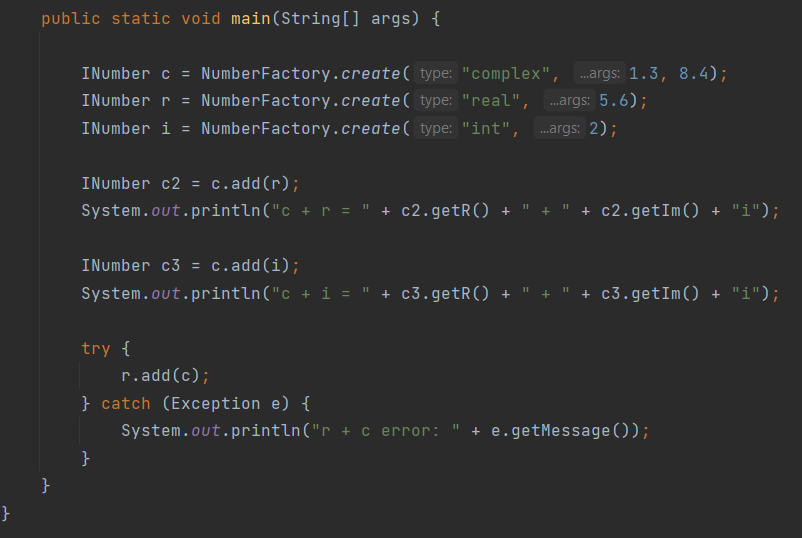 public static void main(String[] args) {
INumber c = NumberFactory.create( type: "complex", ...args: 1.3, 8.4);
INumber r = NumberFactory.create( type: "real", ...args: 5.6);
INumber i = NumberFactory.create( type: "int", ...args: 2);
INumber c2 = c.add(r);
System.out.println("c + r = " + c2.getR() + " + " + c2.getIm() + "i");
INumber c3 = c.add(i);
System.out.println("c + i = " + c3.getR() + " + " + c3.getIm() + "i");
try {
r.add(c);
} catch (Exception e) {
System.out.println("r + c error: " + e.getMessage());
}
}
}